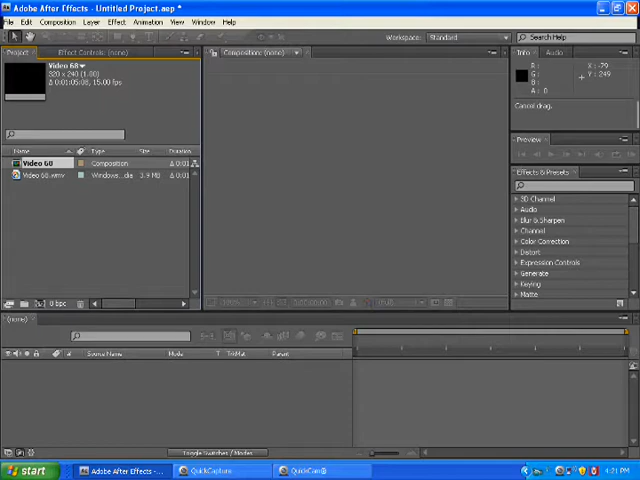 Adobe After Effects - Untitled Project.aep *
File Edit Composition Layer Effect Animation View Window Help
Workspace: Standard Search Help
Project Effect Controls: (none) Composition: (none) Info Audio
Video 68
320 x 240 (1.00)
Δ 0:01:05:08, 15.00 fps
R : X : -79
G : Y : 249
B :
A : 0
Cancel drag.
Preview
Name Type Size Duration
Video 68 Composition 0:01
Video 68.wmv Windows...dia 3.9 MB 0:01
Effects & Presets
3D Channel
Audio
Blur & Sharpen
Channel
Color Correction
Distort
Expression Controls
Generate
Keying
Matte
8 bpc
(none)
# Source Name Mode T TrkMat Parent
Toggle Switches / Modes
start Adobe After Effects -... QuickCapture QuickCam® 4:21 PM